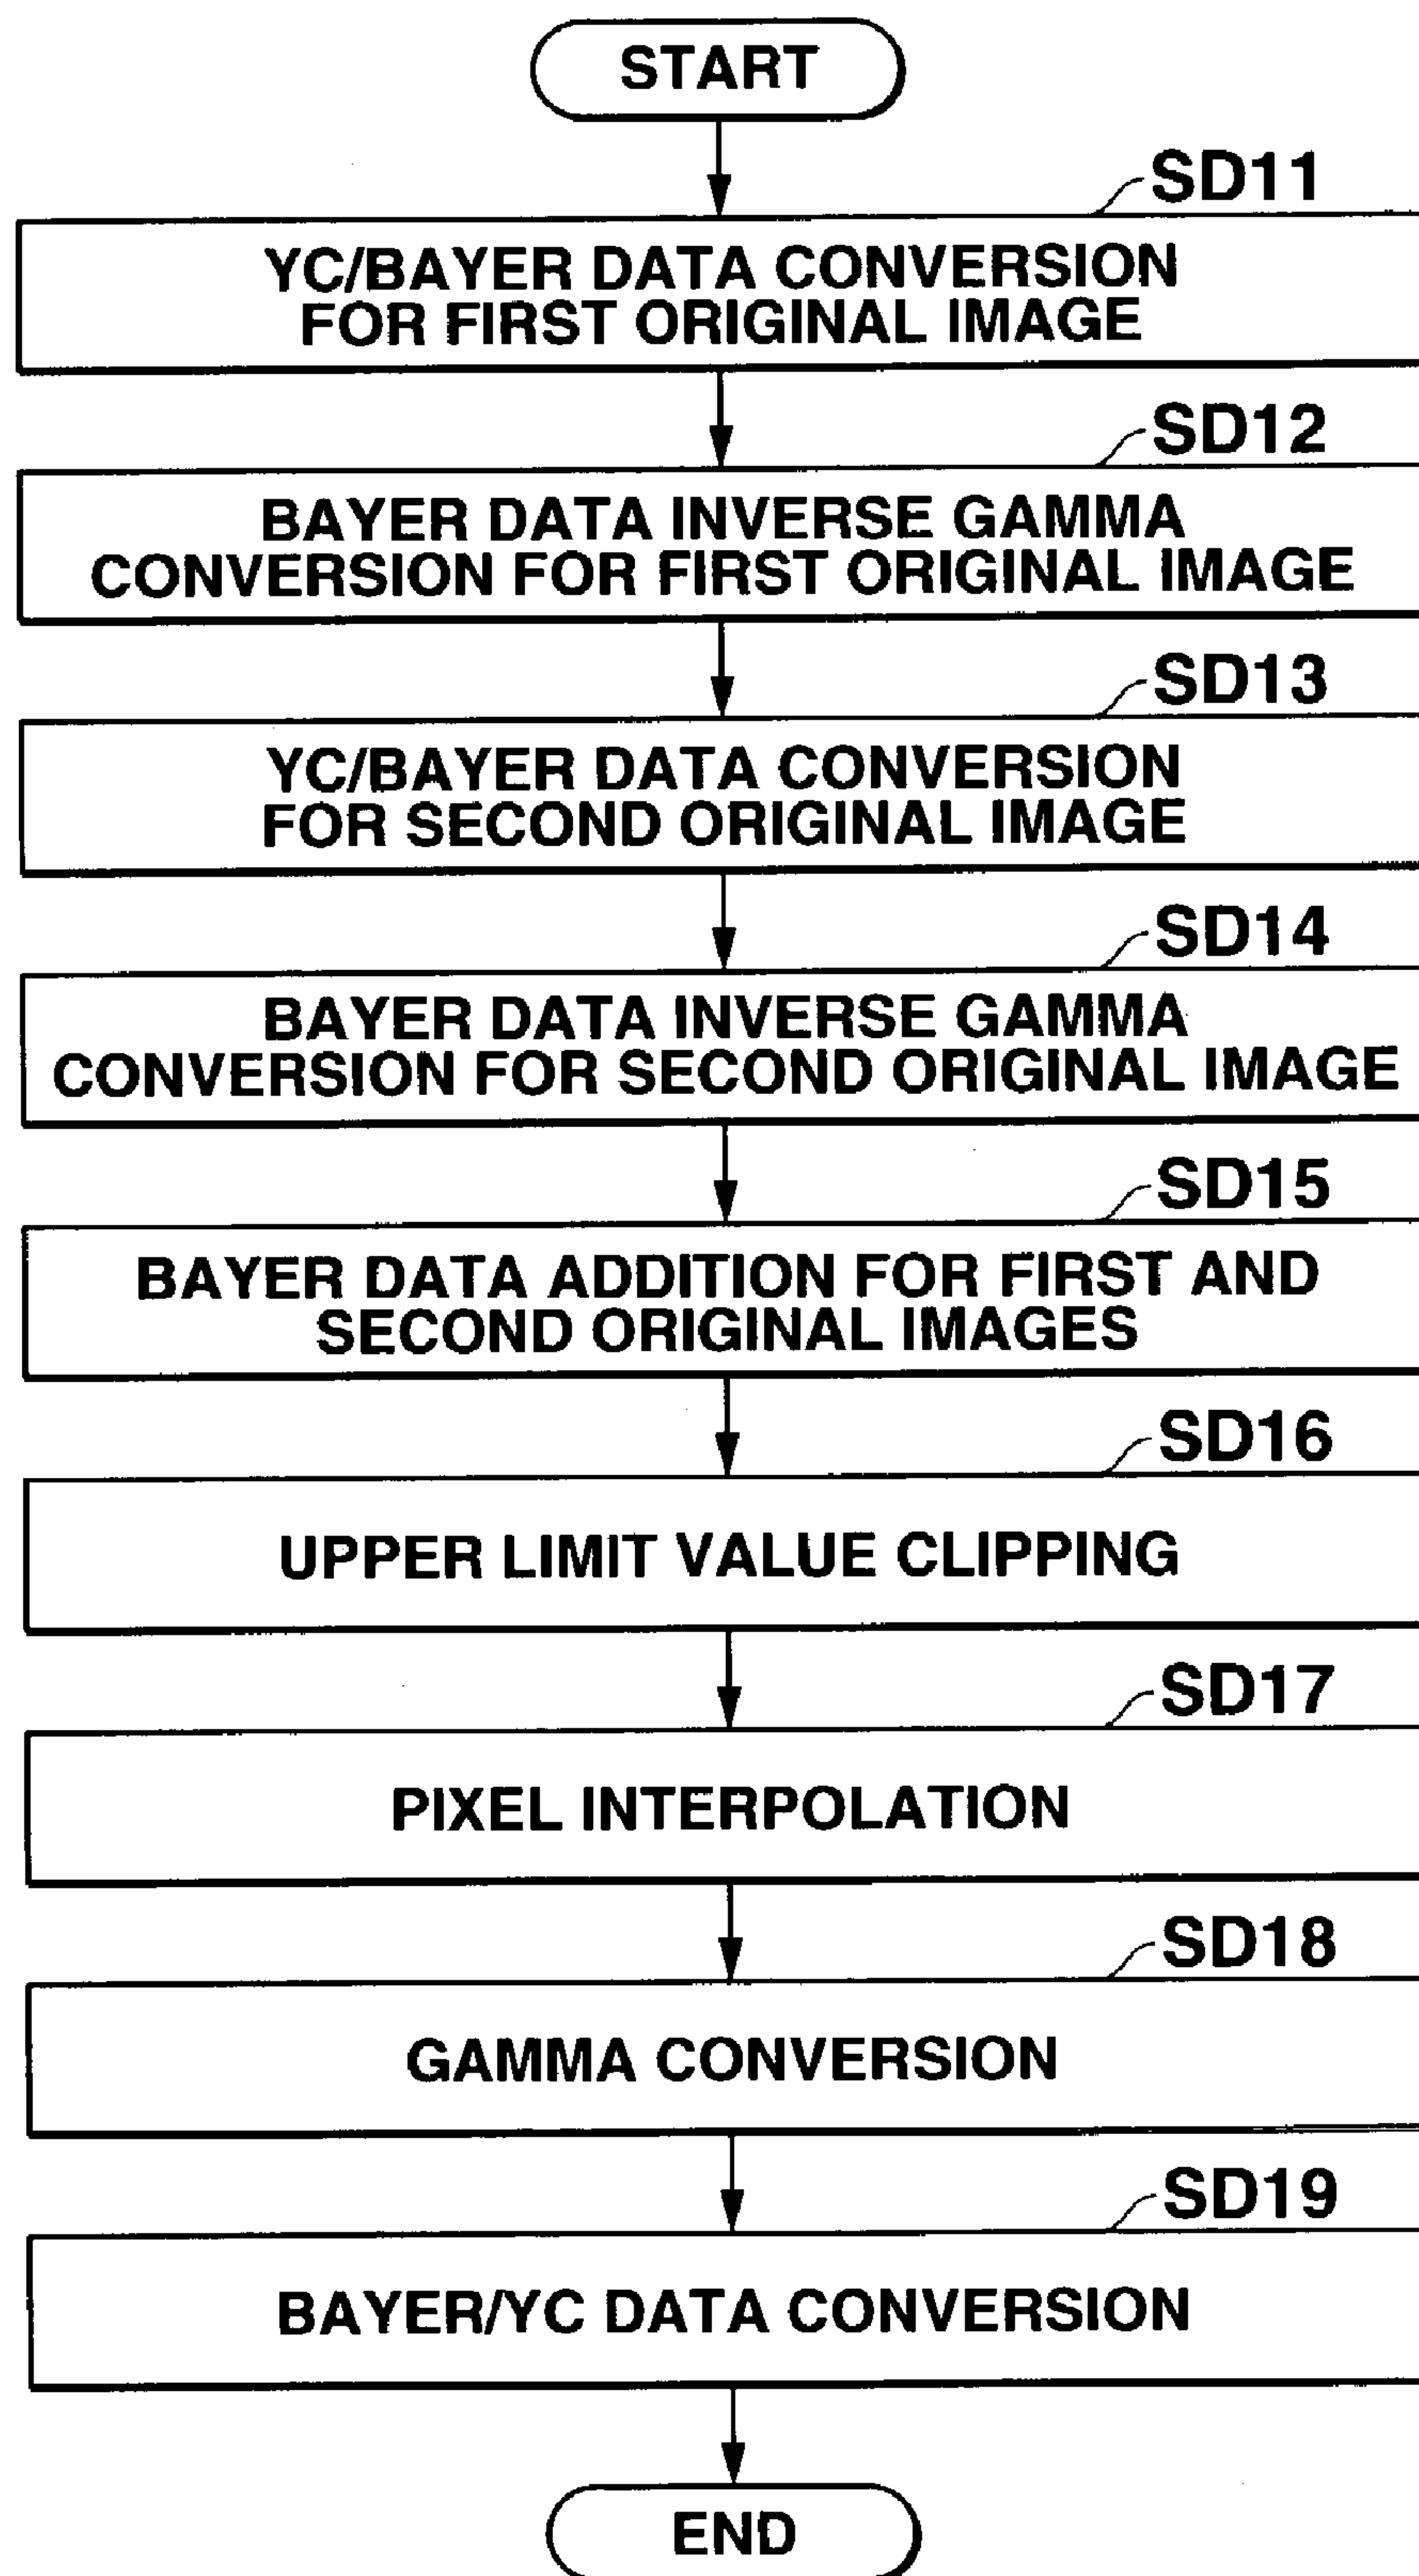 START
SD11
YC/BAYER DATA CONVERSION
FOR FIRST ORIGINAL IMAGE
SD12
BAYER DATA INVERSE GAMMA
CONVERSION FOR FIRST ORIGINAL IMAGE
SD13
YC/BAYER DATA CONVERSION
FOR SECOND ORIGINAL IMAGE
SD14
BAYER DATA INVERSE GAMMA
CONVERSION FOR SECOND ORIGINAL IMAGE
SD15
BAYER DATA ADDITION FOR FIRST AND
SECOND ORIGINAL IMAGES
SD16
UPPER LIMIT VALUE CLIPPING
SD17
PIXEL INTERPOLATION
SD18
GAMMA CONVERSION
SD19
BAYER/YC DATA CONVERSION
END